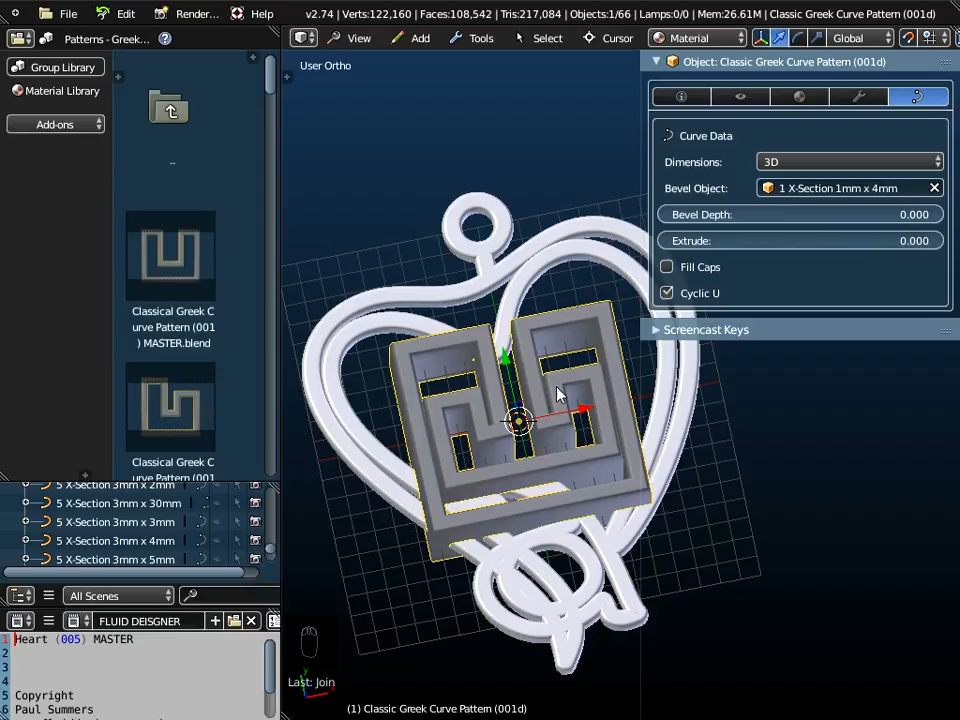 File Edit Render... Help v2.74 | Verts:122,160 | Faces:108,542 | Tris:217,084 | Objects:1/66 | Lamps:0/0 | Mem:26.61M | Classic Greek Curve Pattern (001d)
Patterns - Greek...
View Add Tools Select Cursor Material Global
Group Library
Material Library
Add-ons
..
Classical Greek C
urve Pattern (001
) MASTER.blend
Classical Greek C
urve Pattern (001
User Ortho
Object: Classic Greek Curve Pattern (001d)
Curve Data
Dimensions: 3D
Bevel Object: 1 X-Section 1mm x 4mm
Bevel Depth: 0.000
Extrude: 0.000
Fill Caps
Cyclic U
Screencast Keys
5 X-Section 3mm x 2mm
5 X-Section 3mm x 30mm
5 X-Section 3mm x 3mm
5 X-Section 3mm x 4mm
5 X-Section 3mm x 5mm
All Scenes
FLUID DEISGNER
1 Heart (005) MASTER
2
3
4
5 Copyright
6 Paul Summers
Last: Join
y
x
(1) Classic Greek Curve Pattern (001d)